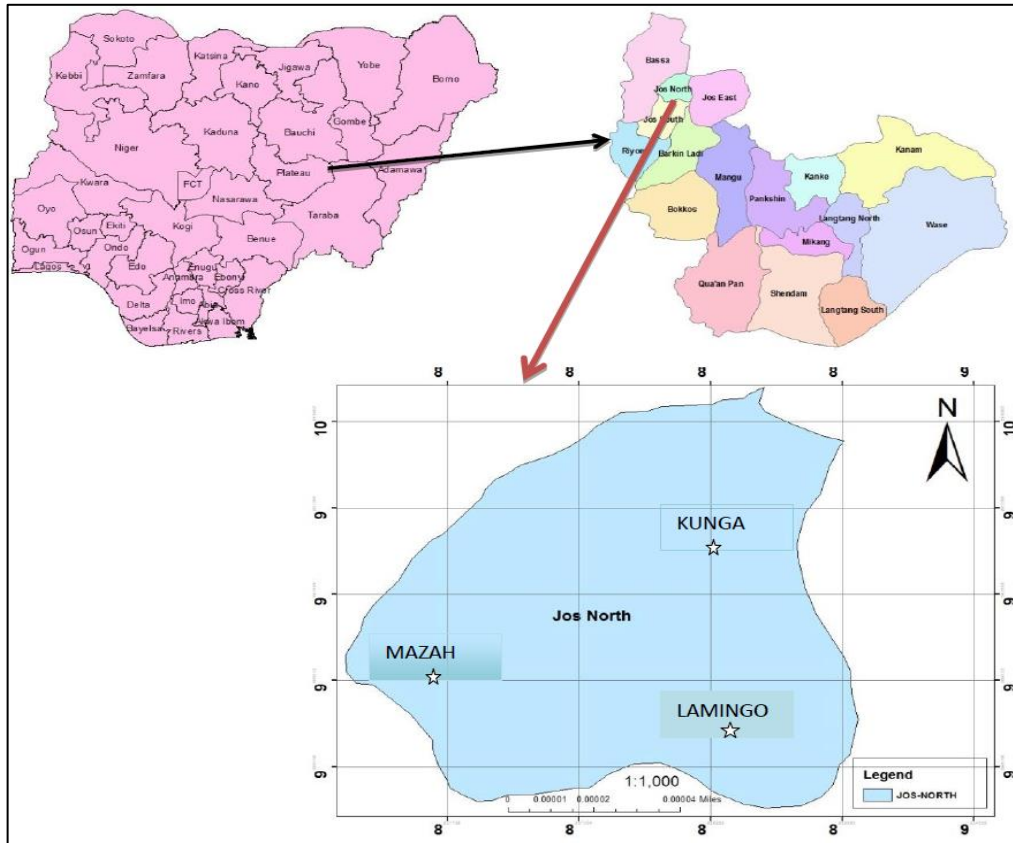 Sokoto
Kebbi
Zamfara
Katsina
Kano
Jigawa
Yobe
Borno
Niger
Kaduna
Bauchi
Gombe
Plateau
Adamawa
Kwara
FCT
Nasarawa
Taraba
Oyo
Kogi
Benue
Osun
Ekiti
Ogun
Ondo
Lagos
Edo
Enugu
Anamara
Ebonyi
Cross River
Delta
Imo
Abia
Akwa Ibom
Bayelsa
Rivers
Bassa
Jos North
Jos East
Jos South
Riyom
Barkin Ladi
Mangu
Kanam
Kanke
Pankshin
Bokkos
Langtang North
Wase
Mikang
Qua'an Pan
Shendam
Langtang South
8 8 8 8 9
10 10
N
9 9
KUNGA
9 9
Jos North
MAZAH
9 9
LAMINGO
9 9
1:1,000
0 0.00001 0.00002 0.00004 Miles
Legend
JOS-NORTH
8 8 8 8 9